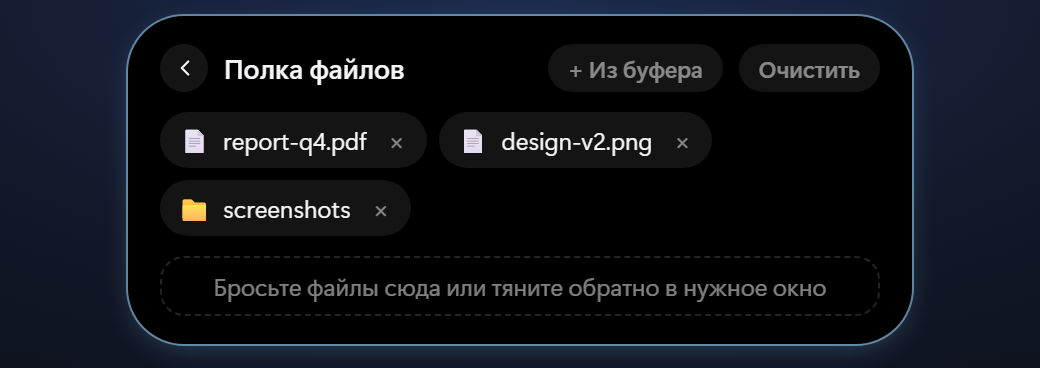 Полка файлов + Из буфера Очистить
report-q4.pdf × design-v2.png ×
screenshots ×
Бросьте файлы сюда или тяните обратно в нужное окно